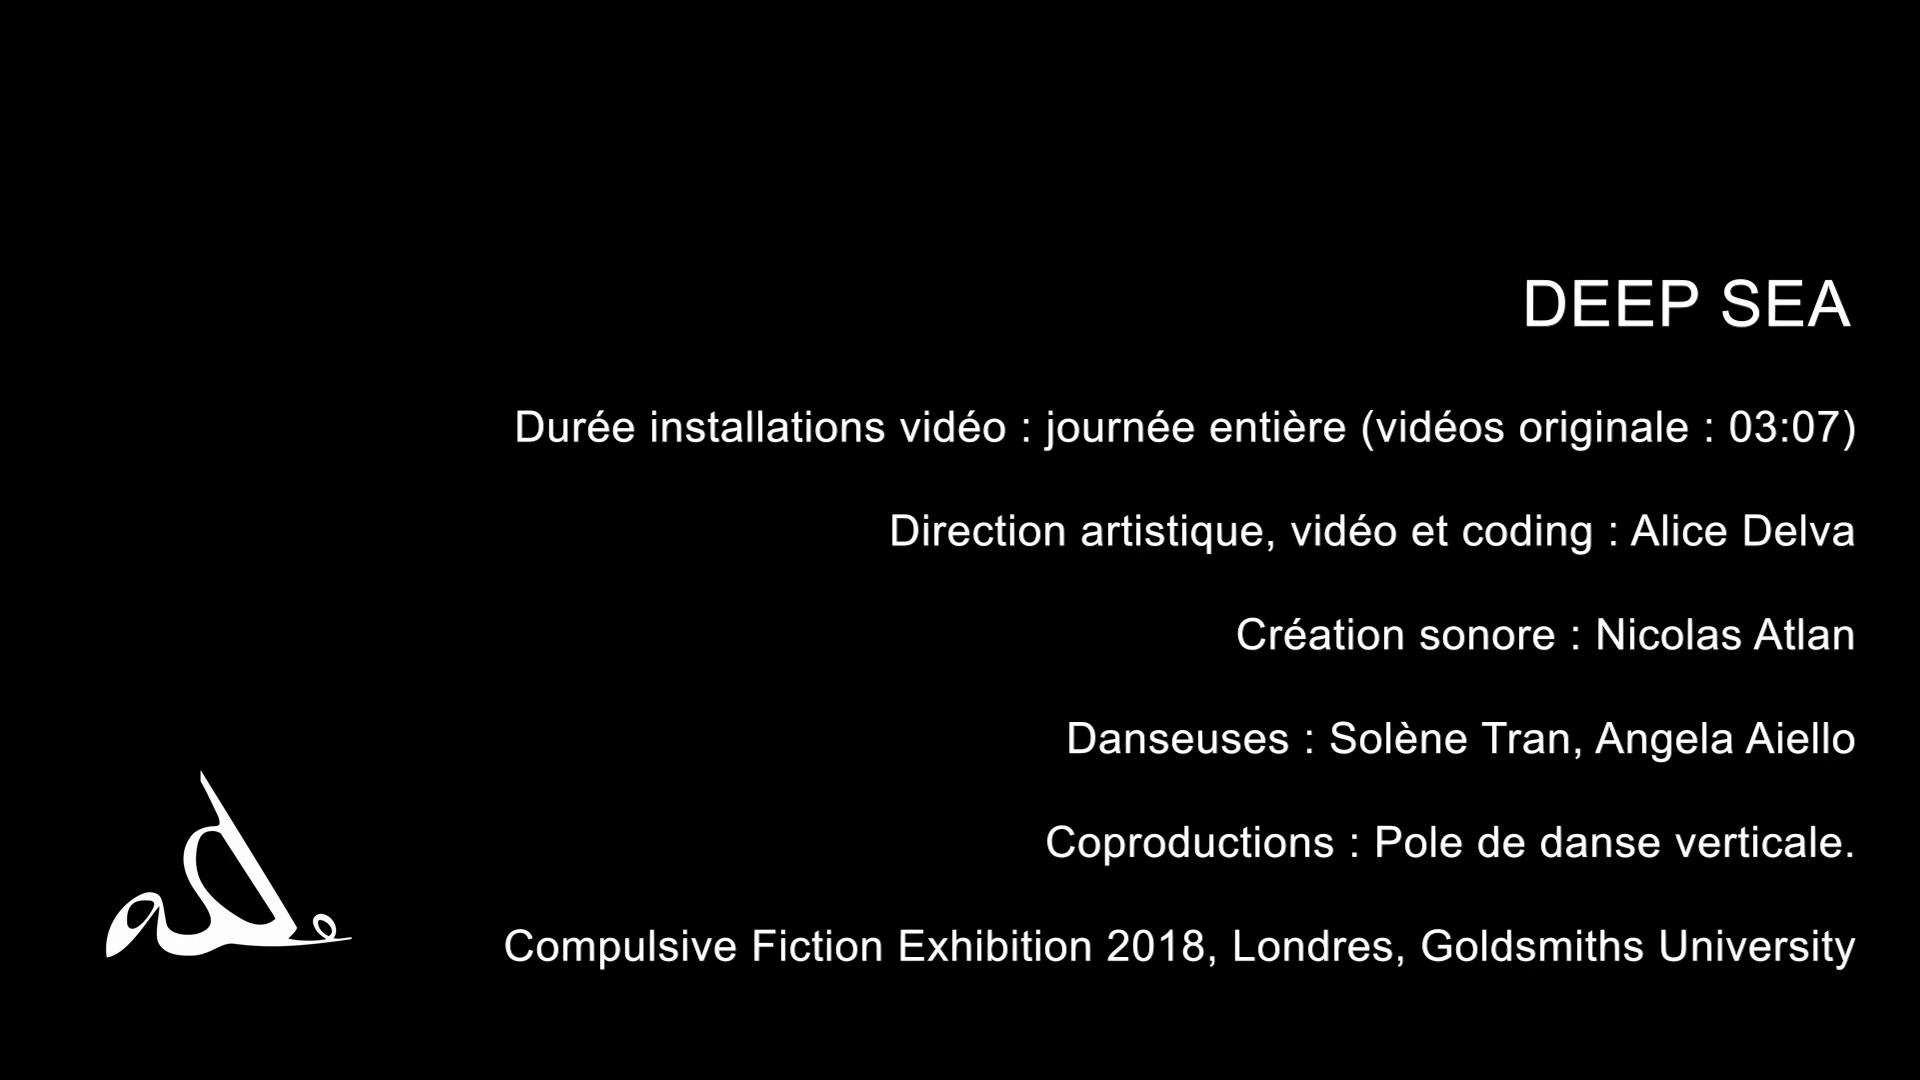 DEEP SEA
Durée installations vidéo : journée entière (vidéos originale : 03:07)
Direction artistique, vidéo et coding : Alice Delva
Création sonore : Nicolas Atlan
Danseuses : Solène Tran, Angela Aiello
Coproductions : Pole de danse verticale.
Compulsive Fiction Exhibition 2018, Londres, Goldsmiths University
ad